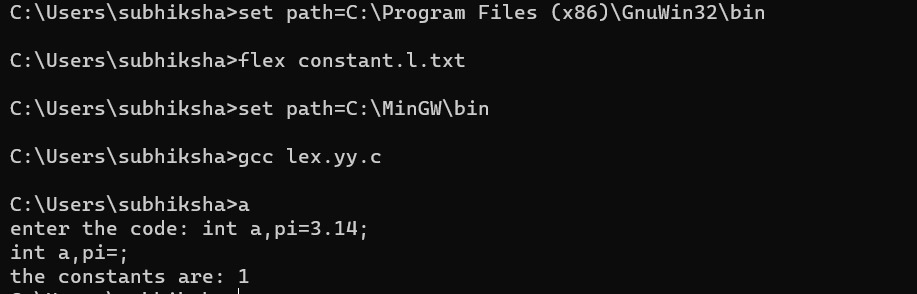 C:\Users\subhiksha>set path=C:\Program Files (x86)\GnuWin32\bin
C:\Users\subhiksha>flex constant.l.txt
C:\Users\subhiksha>set path=C:\MinGW\bin
C:\Users\subhiksha>gcc lex.yy.c
C:\Users\subhiksha>a
enter the code: int a,pi=3.14;
int a,pi=;
the constants are: 1